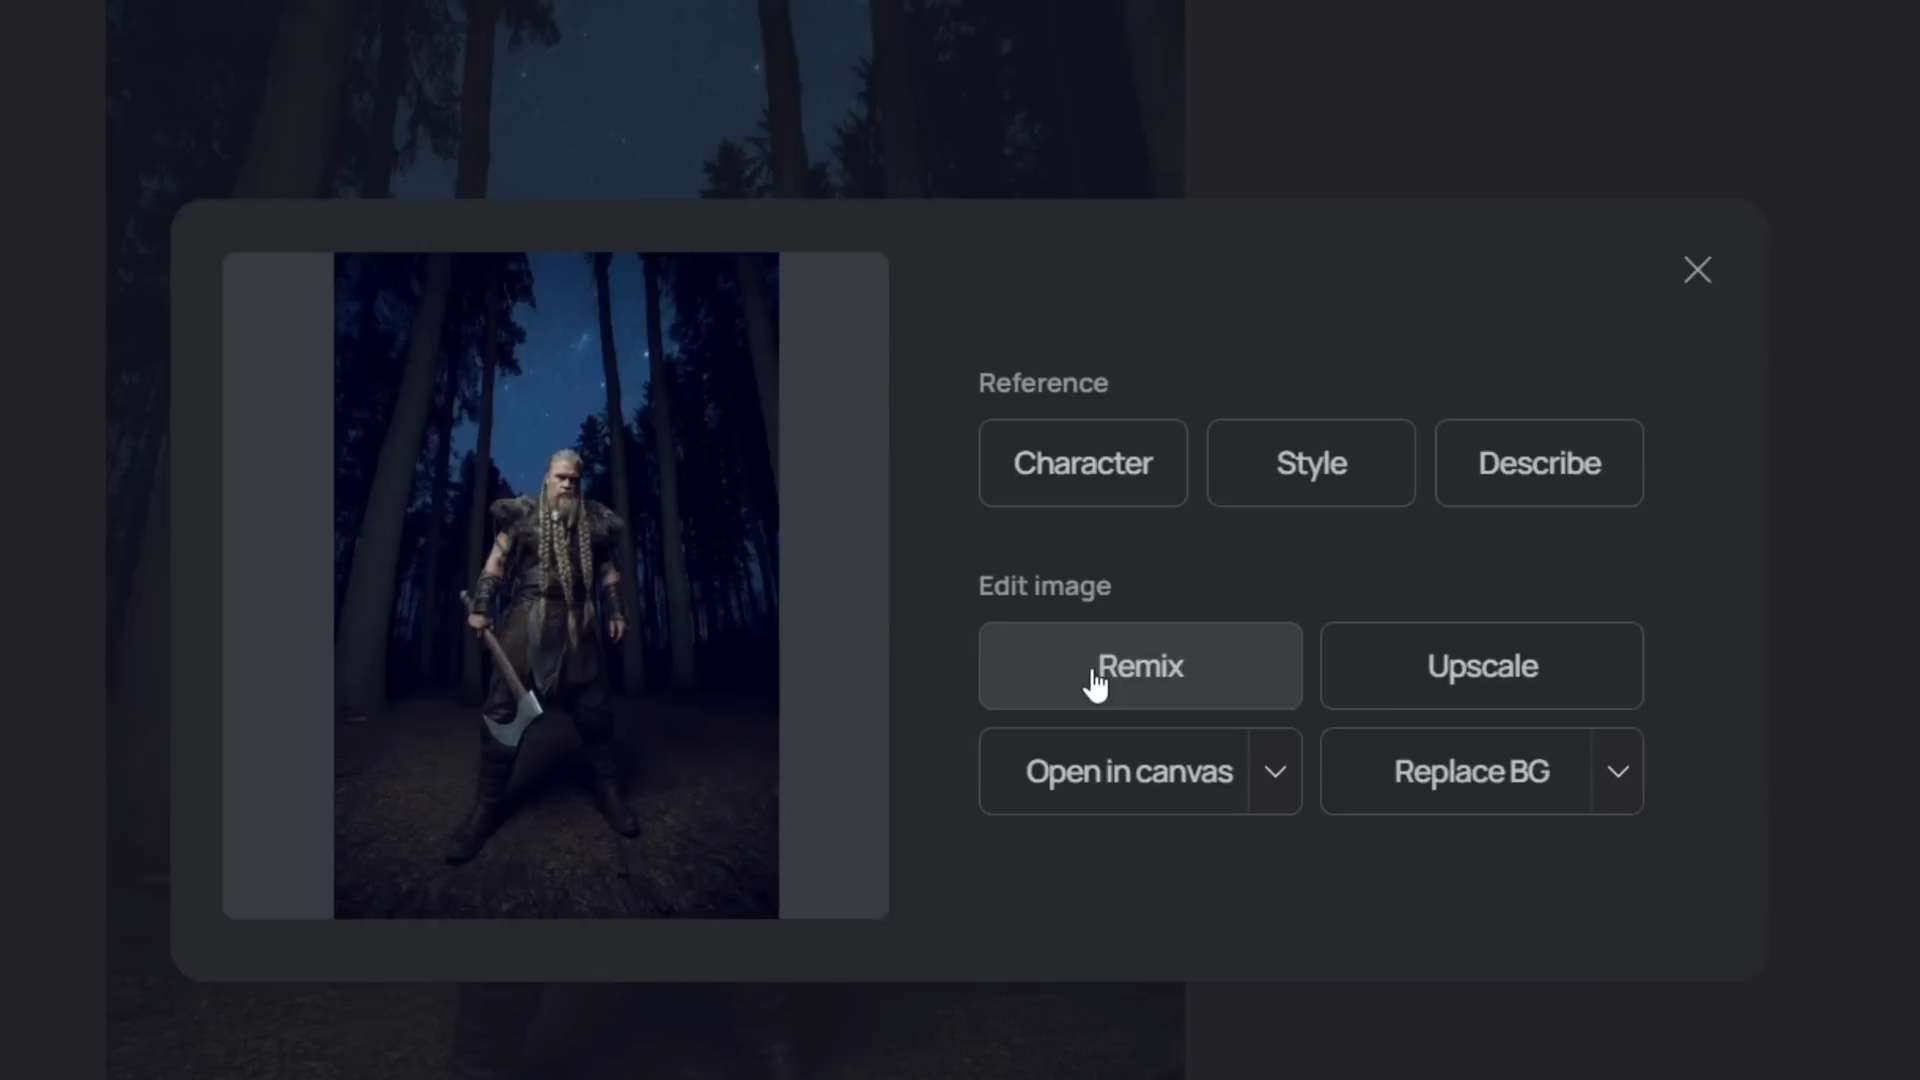 Reference
Character
Style
Describe
Edit image
Remix
Upscale
Open in canvas
Replace BG